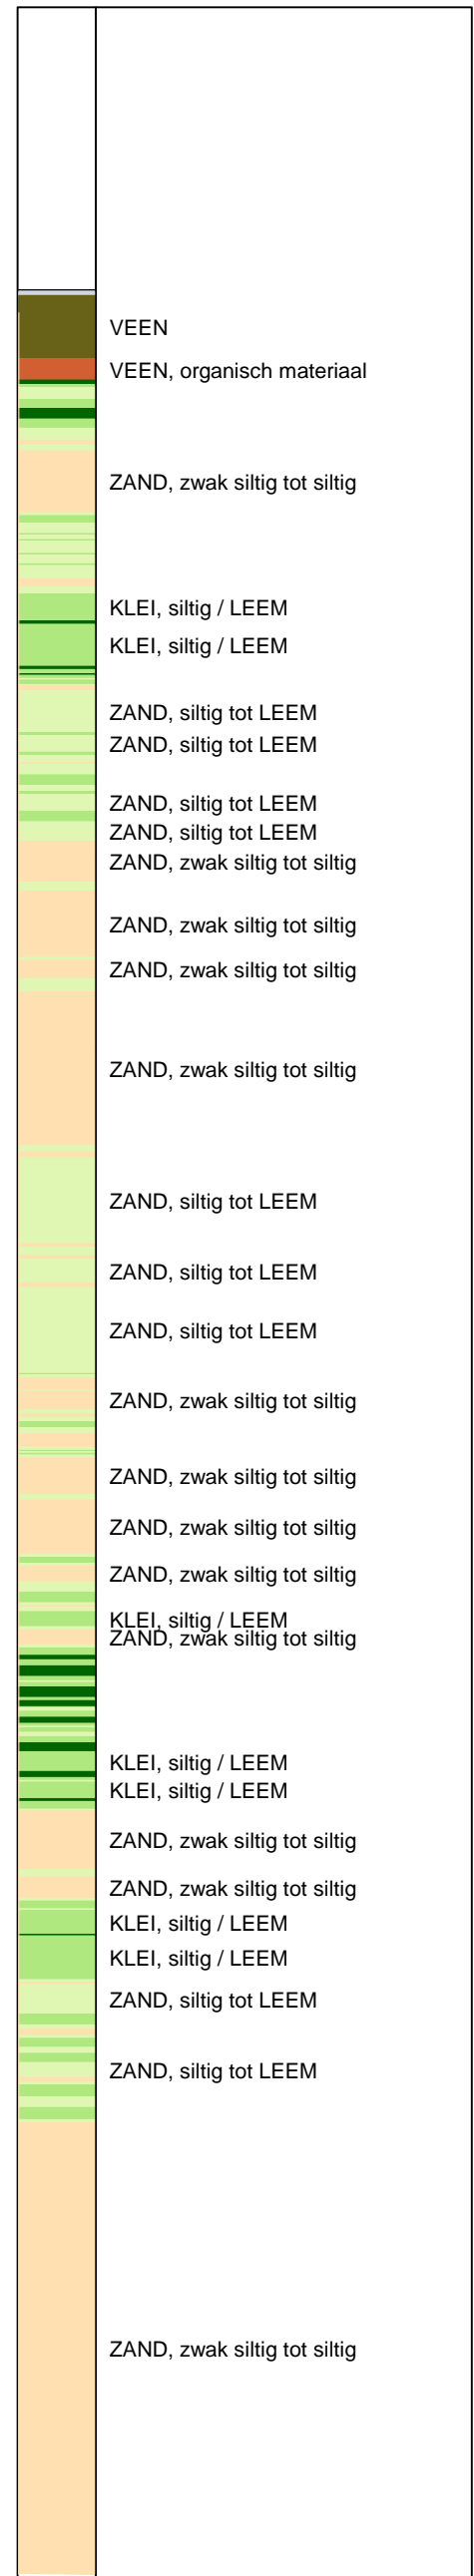 VEEN
VEEN, organisch materiaal
ZAND, zwak siltig tot siltig
KLEI, siltig / LEEM
KLEI, siltig / LEEM
ZAND, siltig tot LEEM
ZAND, siltig tot LEEM
ZAND, siltig tot LEEM
ZAND, siltig tot LEEM
ZAND, zwak siltig tot siltig
ZAND, zwak siltig tot siltig
ZAND, zwak siltig tot siltig
ZAND, zwak siltig tot siltig
ZAND, siltig tot LEEM
ZAND, siltig tot LEEM
ZAND, siltig tot LEEM
ZAND, zwak siltig tot siltig
ZAND, zwak siltig tot siltig
ZAND, zwak siltig tot siltig
ZAND, zwak siltig tot siltig
KLEI, siltig / LEEM
ZAND, zwak siltig tot siltig
KLEI, siltig / LEEM
KLEI, siltig / LEEM
ZAND, zwak siltig tot siltig
ZAND, zwak siltig tot siltig
KLEI, siltig / LEEM
KLEI, siltig / LEEM
ZAND, siltig tot LEEM
ZAND, siltig tot LEEM
ZAND, zwak siltig tot siltig